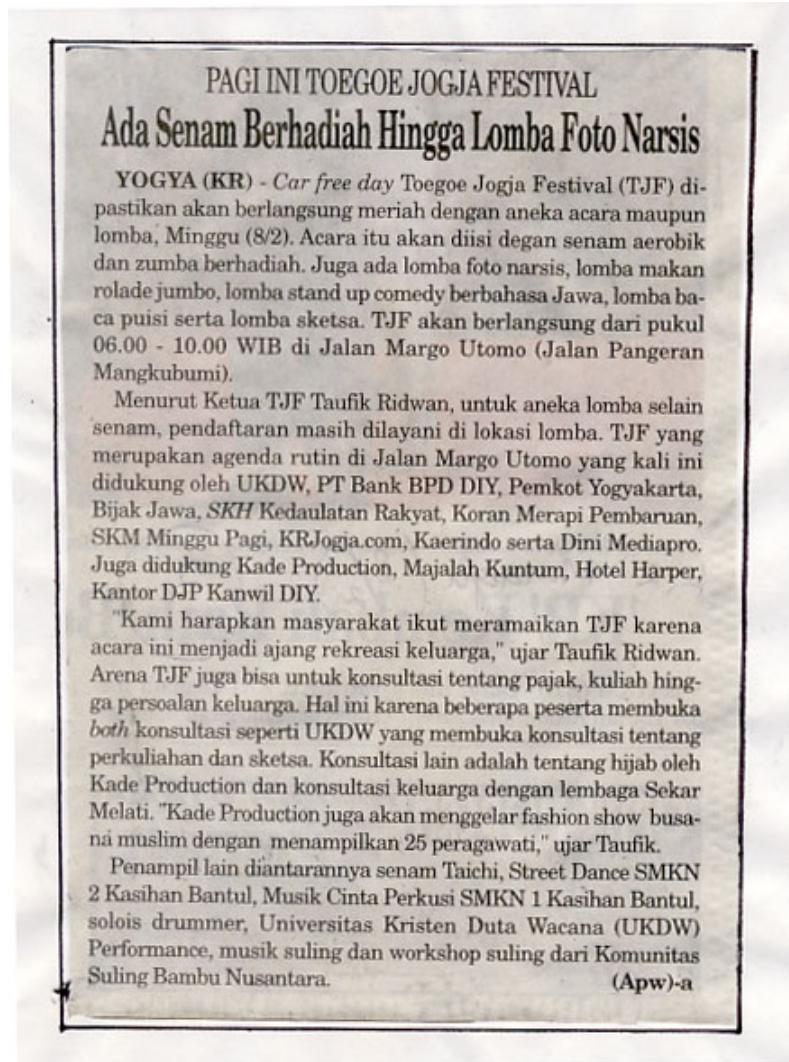 PAGI INI TOEGOE JOGJA FESTIVAL
Ada Senam Berhadiah Hingga Lomba Foto Narsis
YOGYA (KR) - Car free day Toegoe Jogja Festival (TJF) di-
pastikan akan berlangsung meriah dengan aneka acara maupun
lomba, Minggu (8/2). Acara itu akan diisi degan senam aerobik
dan zumba berhadiah. Juga ada lomba foto narsis, lomba makan
rolade jumbo, lomba stand up comedy berbahasa Jawa, lomba ba-
ca puisi serta lomba sketsa. TJF akan berlangsung dari pukul
06.00 - 10.00 WIB di Jalan Margo Utomo (Jalan Pangeran
Mangkubumi).
Menurut Ketua TJF Taufik Ridwan, untuk aneka lomba selain
senam, pendaftaran masih dilayani di lokasi lomba. TJF yang
merupakan agenda rutin di Jalan Margo Utomo yang kali ini
didukung oleh UKDW, PT Bank BPD DIY, Pemkot Yogyakarta,
Bijak Jawa, SKH Kedaulatan Rakyat, Koran Merapi Pembaruan,
SKM Minggu Pagi, KRJogja.com, Kaerindo serta Dini Mediapro.
Juga didukung Kade Production, Majalah Kuntum, Hotel Harper,
Kantor DJP Kanwil DIY.
"Kami harapkan masyarakat ikut meramaikan TJF karena
acara ini menjadi ajang rekreasi keluarga," ujar Taufik Ridwan.
Arena TJF juga bisa untuk konsultasi tentang pajak, kuliah hing-
ga persoalan keluarga. Hal ini karena beberapa peserta membuka
both konsultasi seperti UKDW yang membuka konsultasi tentang
perkuliahan dan sketsa. Konsultasi lain adalah tentang hijab oleh
Kade Production dan konsultasi keluarga dengan lembaga Sekar
Melati. "Kade Production juga akan menggelar fashion show busa-
na muslim dengan menampilkan 25 peragawati," ujar Taufik.
Penampil lain diantarannya senam Taichi, Street Dance SMKN
2 Kasihan Bantul, Musik Cinta Perkusi SMKN 1 Kasihan Bantul,
solois drummer, Universitas Kristen Duta Wacana (UKDW)
Performance, musik suling dan workshop suling dari Komunitas
Suling Bambu Nusantara. (Apw)-a